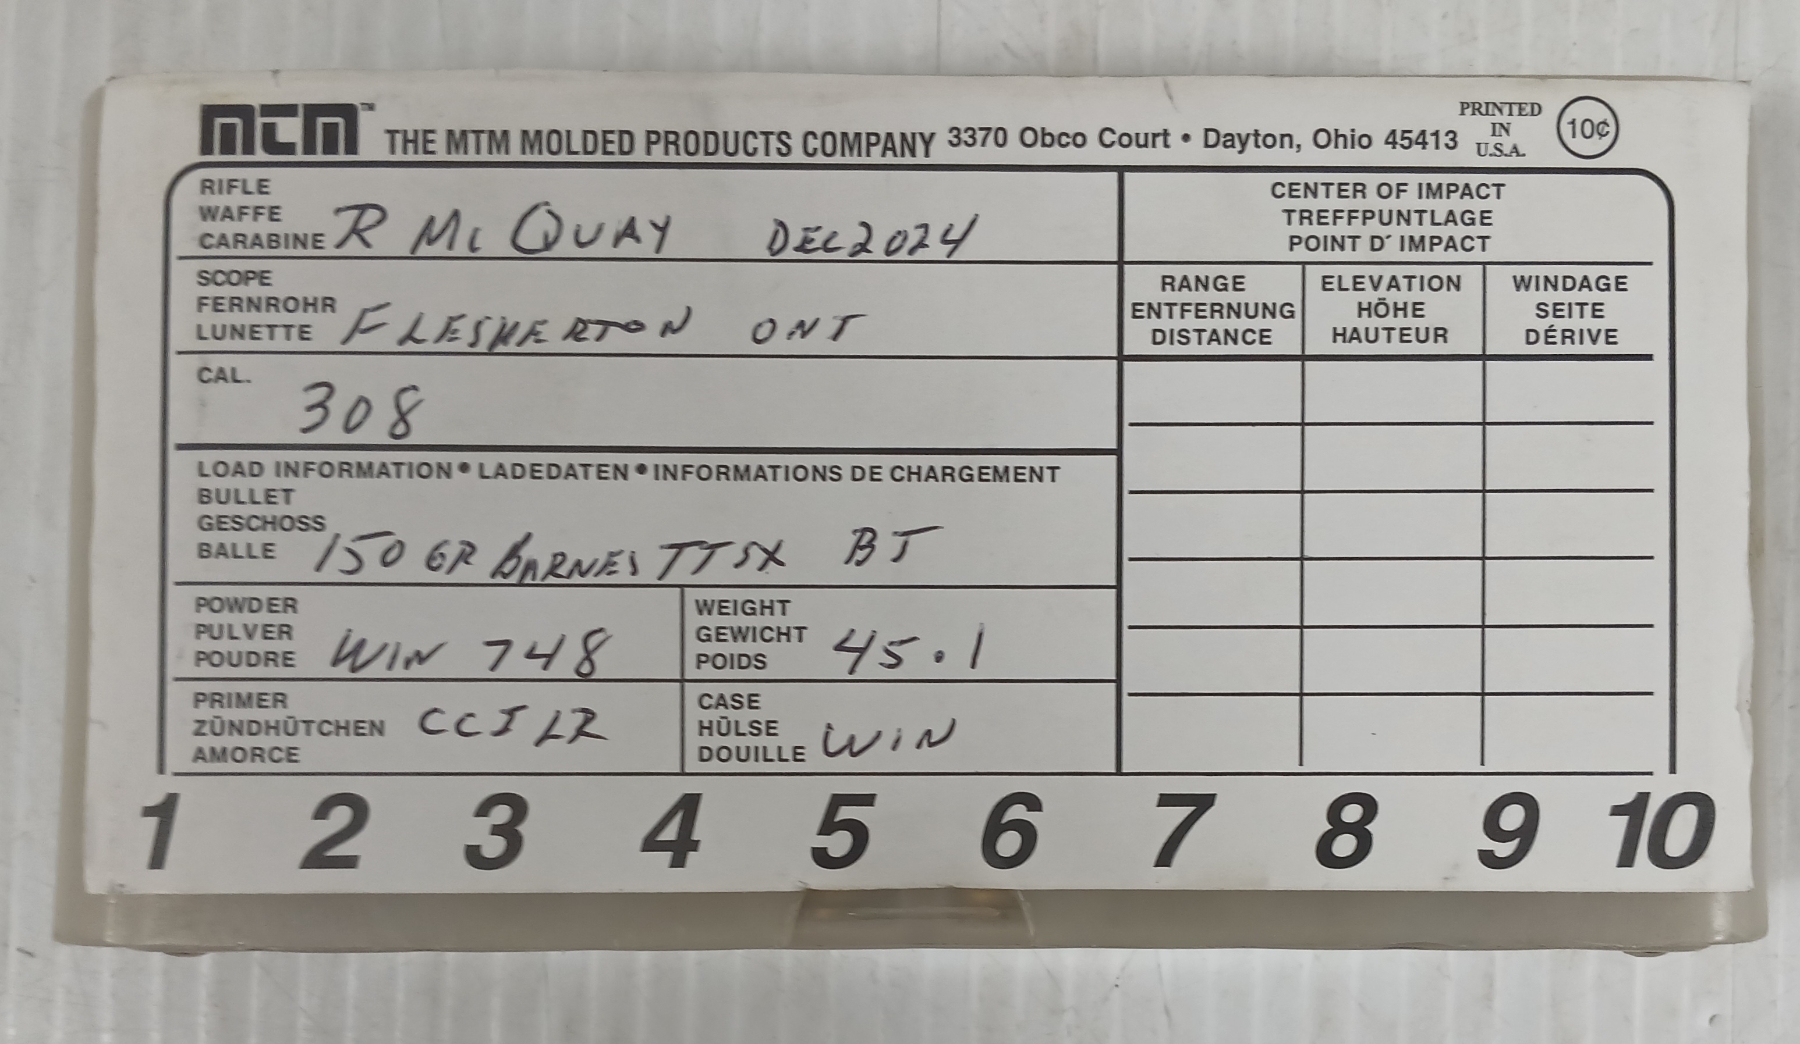 MTM™ THE MTM MOLDED PRODUCTS COMPANY 3370 Obco Court • Dayton, Ohio 45413 PRINTED IN U.S.A. 10¢
RIFLE
WAFFE
CARABINE R McQUAY DEC 2024
SCOPE
FERNROHR
LUNETTE FLESHERTON ONT
CAL.
308
LOAD INFORMATION • LADEDATEN • INFORMATIONS DE CHARGEMENT
BULLET
GESCHOSS
BALLE 150 GR BARNES TTSX BT
POWDER
PULVER
POUDRE WIN 748
WEIGHT
GEWICHT
POIDS 45.1
PRIMER
ZÜNDHÜTCHEN
AMORCE CCI LR
CASE
HÜLSE
DOUILLE WIN
CENTER OF IMPACT
TREFFPUNTLAGE
POINT D´ IMPACT
RANGE
ENTFERNUNG
DISTANCE
ELEVATION
HÖHE
HAUTEUR
WINDAGE
SEITE
DÉRIVE
1 2 3 4 5 6 7 8 9 10